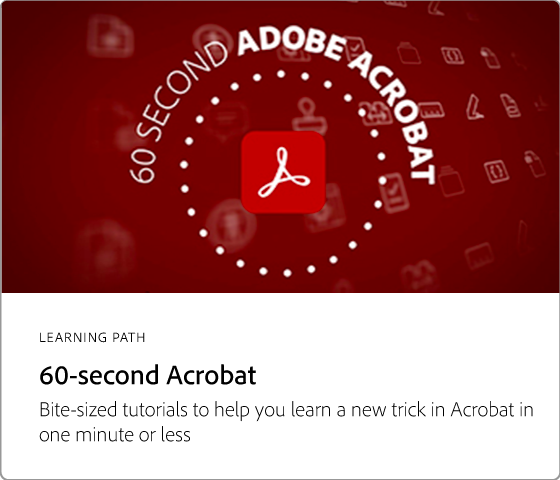 60 SECOND ADOBE ACROBAT
LEARNING PATH
60-second Acrobat
Bite-sized tutorials to help you learn a new trick in Acrobat in
one minute or less